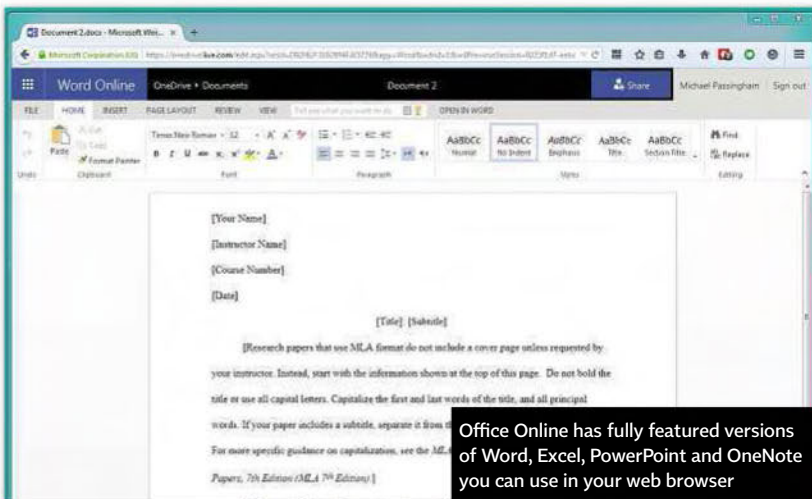 Document 2.docx - Microsoft Wor...
Word Online OneDrive ▸ Documents Document 2 Share Michael Passingham Sign out
FILE HOME INSERT PAGE LAYOUT REVIEW VIEW OPEN IN WORD
Cut
Times New Roman 12
AaBbCc AaBbCc AaBbCc AaBbCc AaBbCc
Find
Paste
Format Painter
B I U abc
Normal No Indent Emphasis Title Section Title
Replace
Undo Clipboard Font Paragraph Styles Editing
[Your Name]
[Instructor Name]
[Course Number]
[Date]
[Title]: [Subtitle]
[Research papers that use MLA format do not include a cover page unless requested by
your instructor. Instead, start with the information shown at the top of this page. Do not bold the
title or use all capital letters. Capitalize the first and last words of the title, and all principal
words. If your paper includes a subtitle, separate it from
For more specific guidance on capitalization, see the
Papers, 7th Edition (MLA 7th Edition).]
Office Online has fully featured versions
of Word, Excel, PowerPoint and OneNote
you can use in your web browser